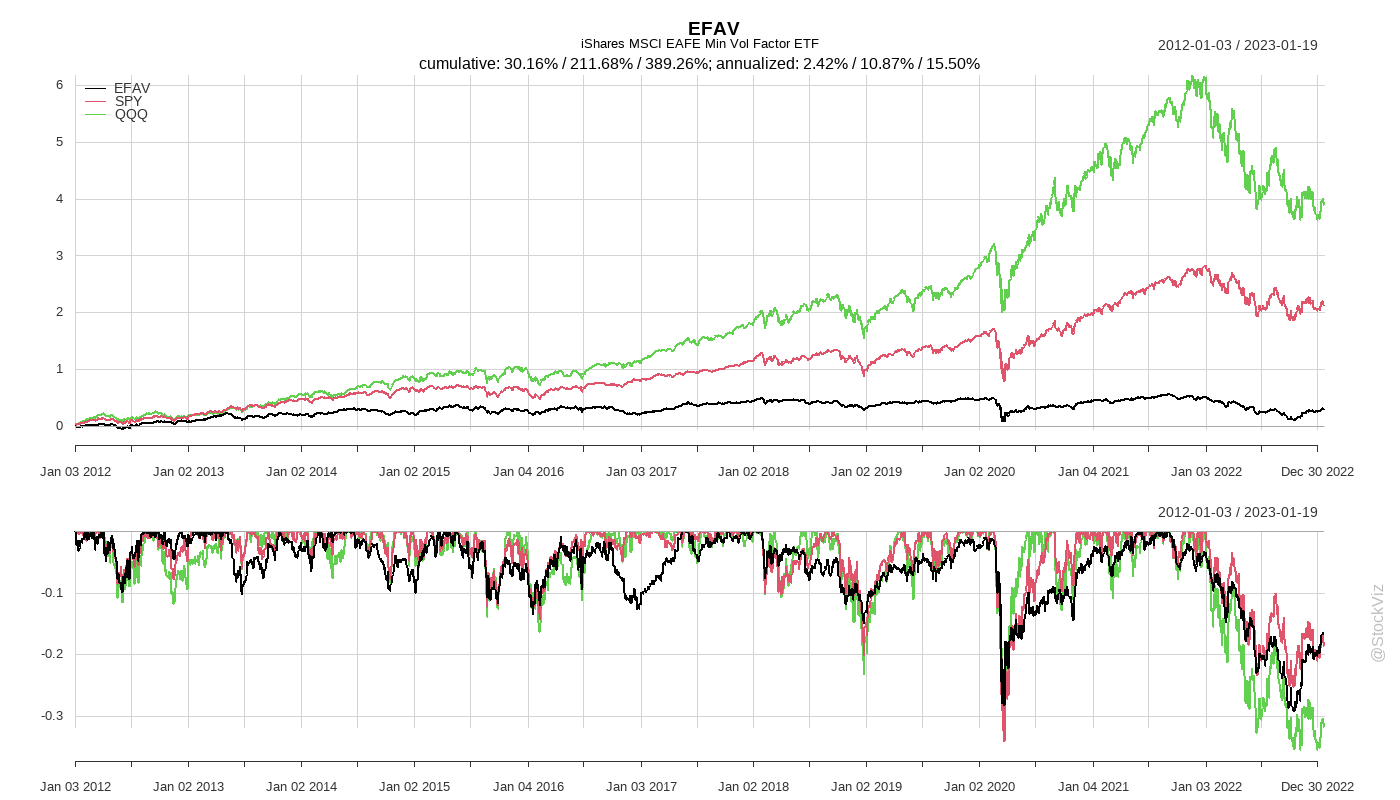 EFAV
iShares MSCI EAFE Min Vol Factor ETF
2012-01-03 / 2023-01-19
cumulative: 30.16% / 211.68% / 389.26%; annualized: 2.42% / 10.87% / 15.50%
EFAV
SPY
QQQ
6
5
4
3
2
1
0
Jan 03 2012 Jan 02 2013 Jan 02 2014 Jan 02 2015 Jan 04 2016 Jan 03 2017 Jan 02 2018 Jan 02 2019 Jan 02 2020 Jan 04 2021 Jan 03 2022 Dec 30 2022
2012-01-03 / 2023-01-19
-0.1
-0.2
-0.3
Jan 03 2012 Jan 02 2013 Jan 02 2014 Jan 02 2015 Jan 04 2016 Jan 03 2017 Jan 02 2018 Jan 02 2019 Jan 02 2020 Jan 04 2021 Jan 03 2022 Dec 30 2022
@StockViz